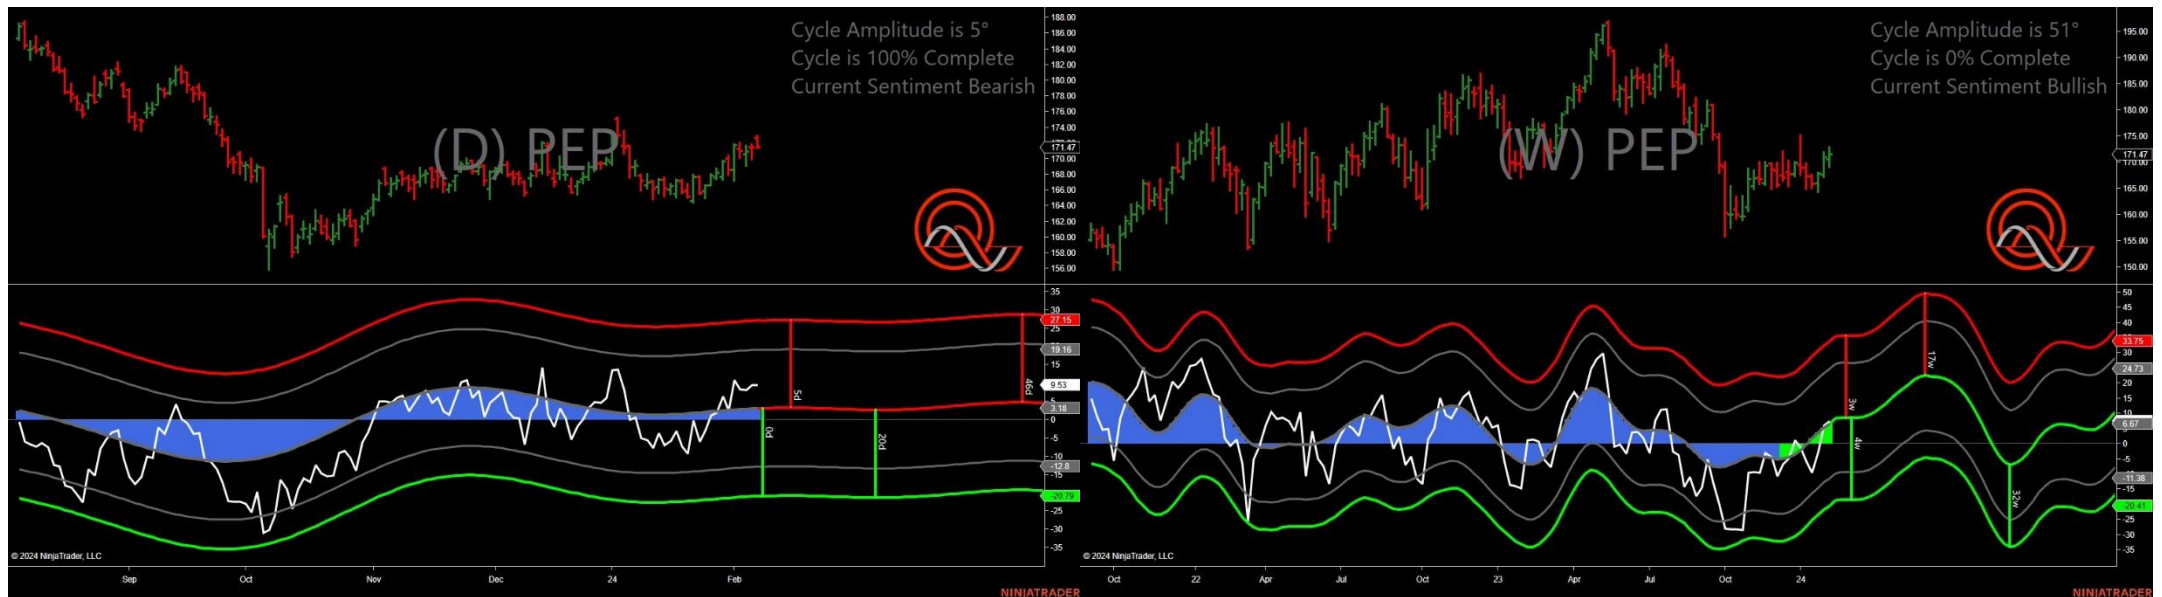 Cycle Amplitude is 5°
Cycle is 100% Complete
Current Sentiment Bearish
(D) PEP
188.00
186.00
184.00
182.00
180.00
178.00
176.00
174.00
171.47
170.00
168.00
166.00
164.00
162.00
160.00
158.00
156.00
35
27.15
25
19.16
15
9.53
5
3.18
0
-5
-12.8
-15
-20.79
-25
-30
-35
5d
46d
0d
20d
© 2024 NinjaTrader, LLC
Sep
Oct
Nov
Dec
24
Feb
NINJATRADER
Cycle Amplitude is 51°
Cycle is 0% Complete
Current Sentiment Bullish
(W) PEP
195.00
190.00
185.00
180.00
175.00
171.47
170.00
165.00
160.00
155.00
150.00
50
45
40
33.75
30
24.73
20
15
10
6.67
0
-5
-11.38
-15
-20.41
-25
-30
-35
3w
17w
4w
32w
© 2024 NinjaTrader, LLC
Oct
22
Apr
Jul
Oct
23
Apr
Jul
Oct
24
NINJATRADER